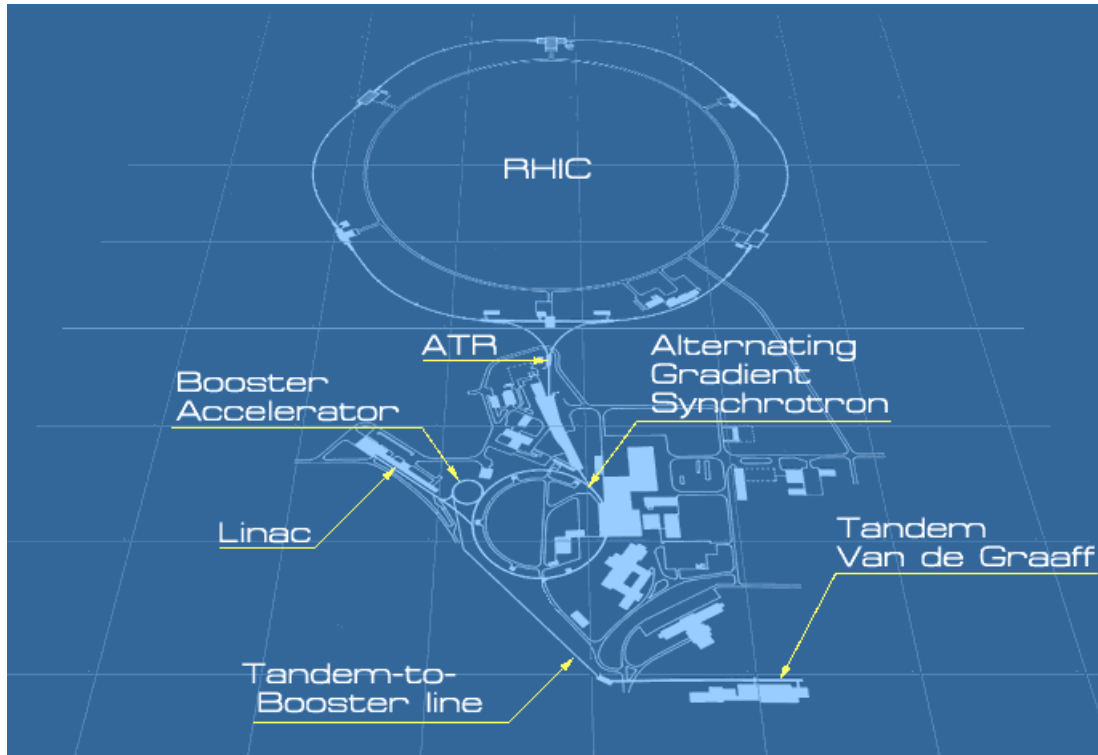 RHIC
ATR
Alternating
Gradient
Synchrotron
Booster
Accelerator
Linac
Tandem
Van de Graaff
Tandem-to-
Booster line